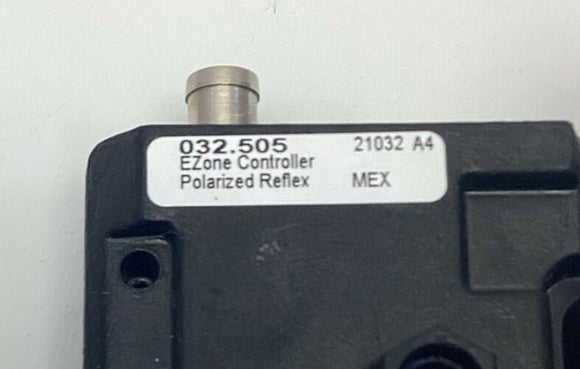 032.505 21032 A4
EZone Controller
Polarized Reflex MEX